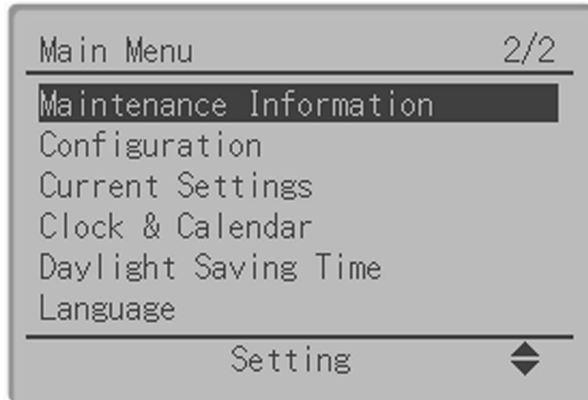 Main Menu 2/2
Maintenance Information
Configuration
Current Settings
Clock & Calendar
Daylight Saving Time
Language
Setting